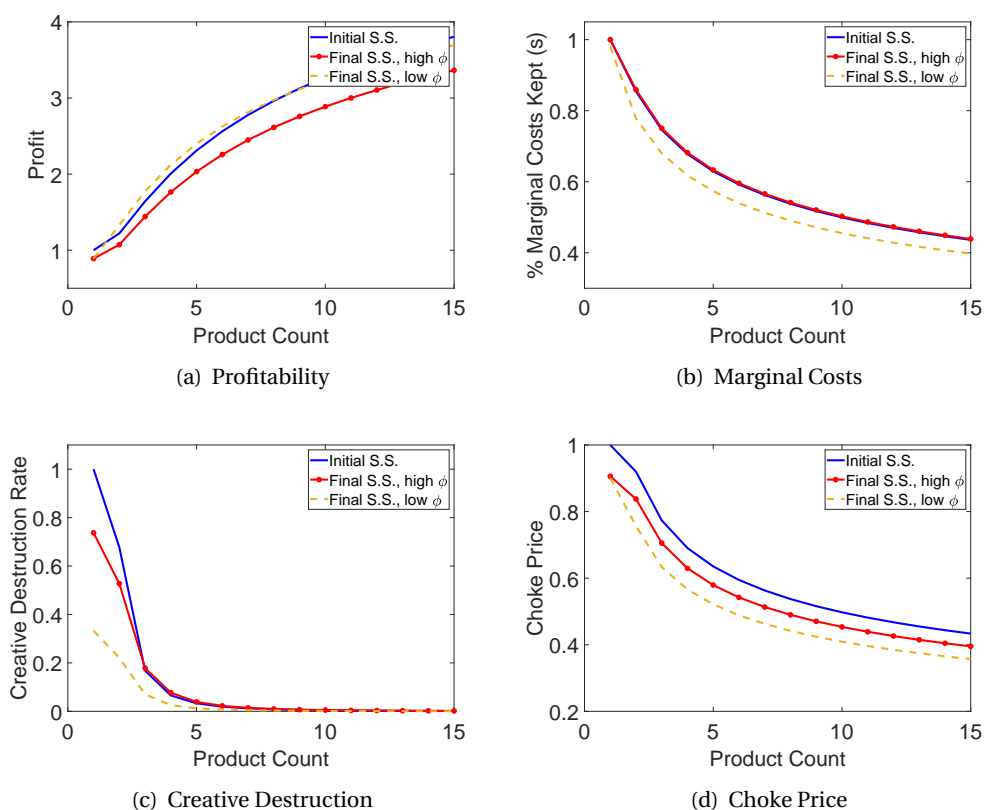 4
3
2
1
Profit
0
5
10
15
Product Count
Initial S.S.
Final S.S., high ϕ
Final S.S., low ϕ
(a) Profitability
1
0.8
0.6
0.4
% Marginal Costs Kept (s)
0
5
10
15
Product Count
Initial S.S.
Final S.S., high ϕ
Final S.S., low ϕ
(b) Marginal Costs
1
0.8
0.6
0.4
0.2
0
Creative Destruction Rate
0
5
10
15
Product Count
Initial S.S.
Final S.S., high ϕ
Final S.S., low ϕ
(c) Creative Destruction
1
0.8
0.6
0.4
0.2
Choke Price
0
5
10
15
Product Count
Initial S.S.
Final S.S., high ϕ
Final S.S., low ϕ
(d) Choke Price